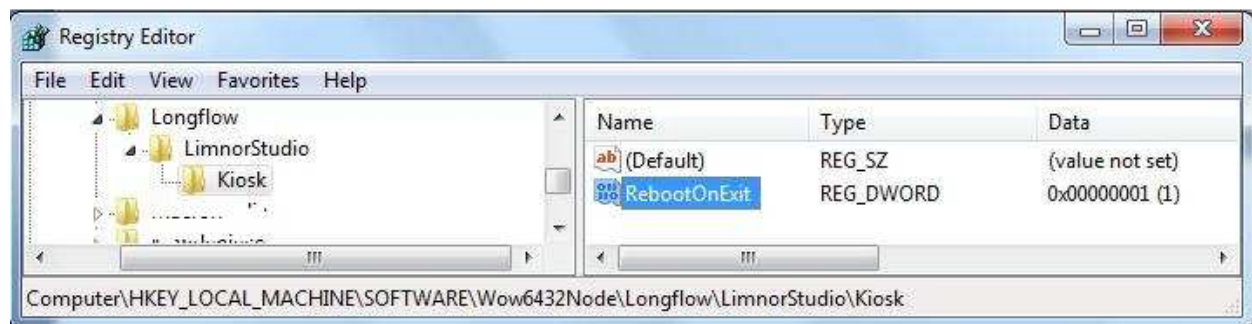 Registry Editor
File Edit View Favorites Help
Longflow
LimnorStudio
Kiosk
Name Type Data
(Default) REG_SZ (value not set)
RebootOnExit REG_DWORD 0x00000001 (1)
Computer\HKEY_LOCAL_MACHINE\SOFTWARE\Wow6432Node\Longflow\LimnorStudio\Kiosk